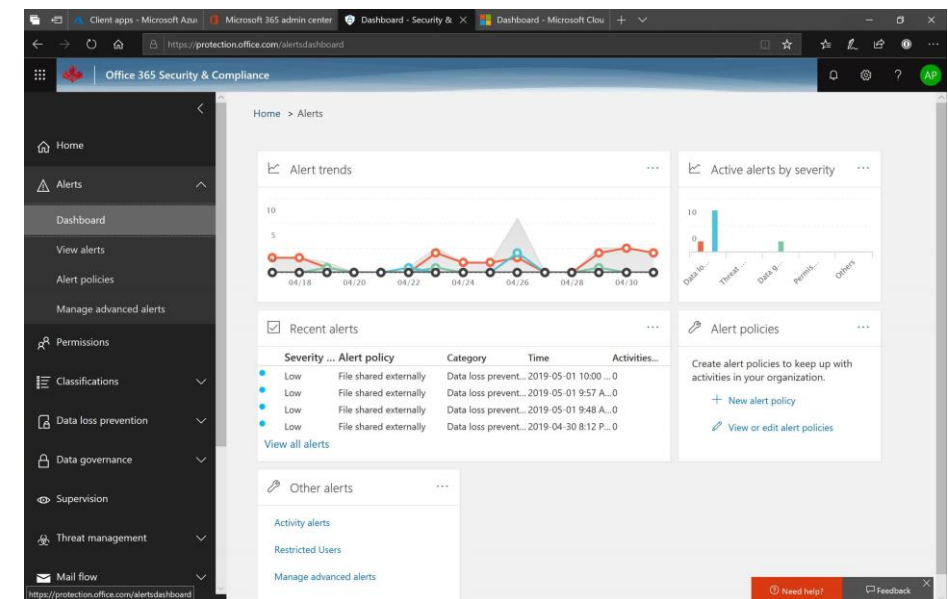 Client apps - Microsoft Azu
Microsoft 365 admin center
Dashboard - Security &
Dashboard - Microsoft Clou
https://protection.office.com/alertsdashboard
Office 365 Security & Compliance
?
AP
Home > Alerts
Home
Alerts
Dashboard
View alerts
Alert policies
Manage advanced alerts
Permissions
Classifications
Data loss prevention
Data governance
Supervision
Threat management
Mail flow
https://protection.office.com/alertsdashboard
Alert trends
10
5
0
04/18 04/20 04/22 04/24 04/26 04/28 04/30
Active alerts by severity
10
0
Data lo... Threat ... Data g... Permis... Others
Recent alerts
Severity ... Alert policy Category Time Activities...
Low File shared externally Data loss prevent... 2019-05-01 10:00 ... 0
Low File shared externally Data loss prevent... 2019-05-01 9:57 A... 0
Low File shared externally Data loss prevent... 2019-05-01 9:48 A... 0
Low File shared externally Data loss prevent... 2019-04-30 8:12 P... 0
View all alerts
Alert policies
Create alert policies to keep up with
activities in your organization.
New alert policy
View or edit alert policies
Other alerts
Activity alerts
Restricted Users
Manage advanced alerts
Need help?
Feedback